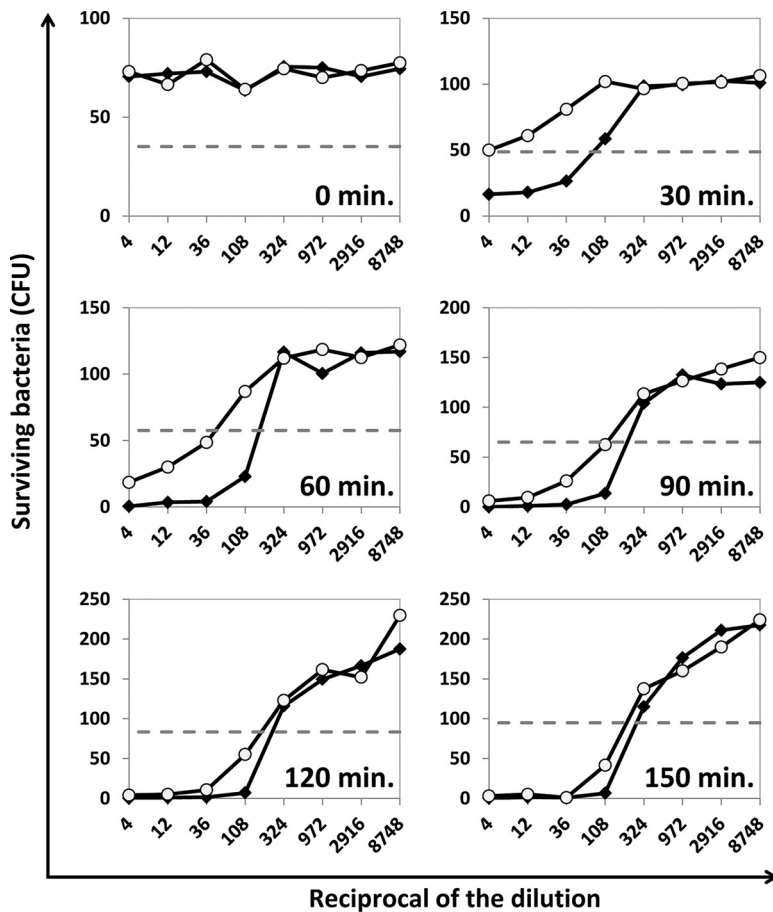 Surviving bacteria (CFU)
100
75
50
25
0
0 min.
4 12 36 108 324 972 2916 8748
150
100
50
0
30 min.
4 12 36 108 324 972 2916 8748
150
100
50
0
60 min.
4 12 36 108 324 972 2916 8748
200
150
100
50
0
90 min.
4 12 36 108 324 972 2916 8748
250
200
150
100
50
0
120 min.
4 12 36 108 324 972 2916 8748
250
200
150
100
50
0
150 min.
4 12 36 108 324 972 2916 8748
Reciprocal of the dilution